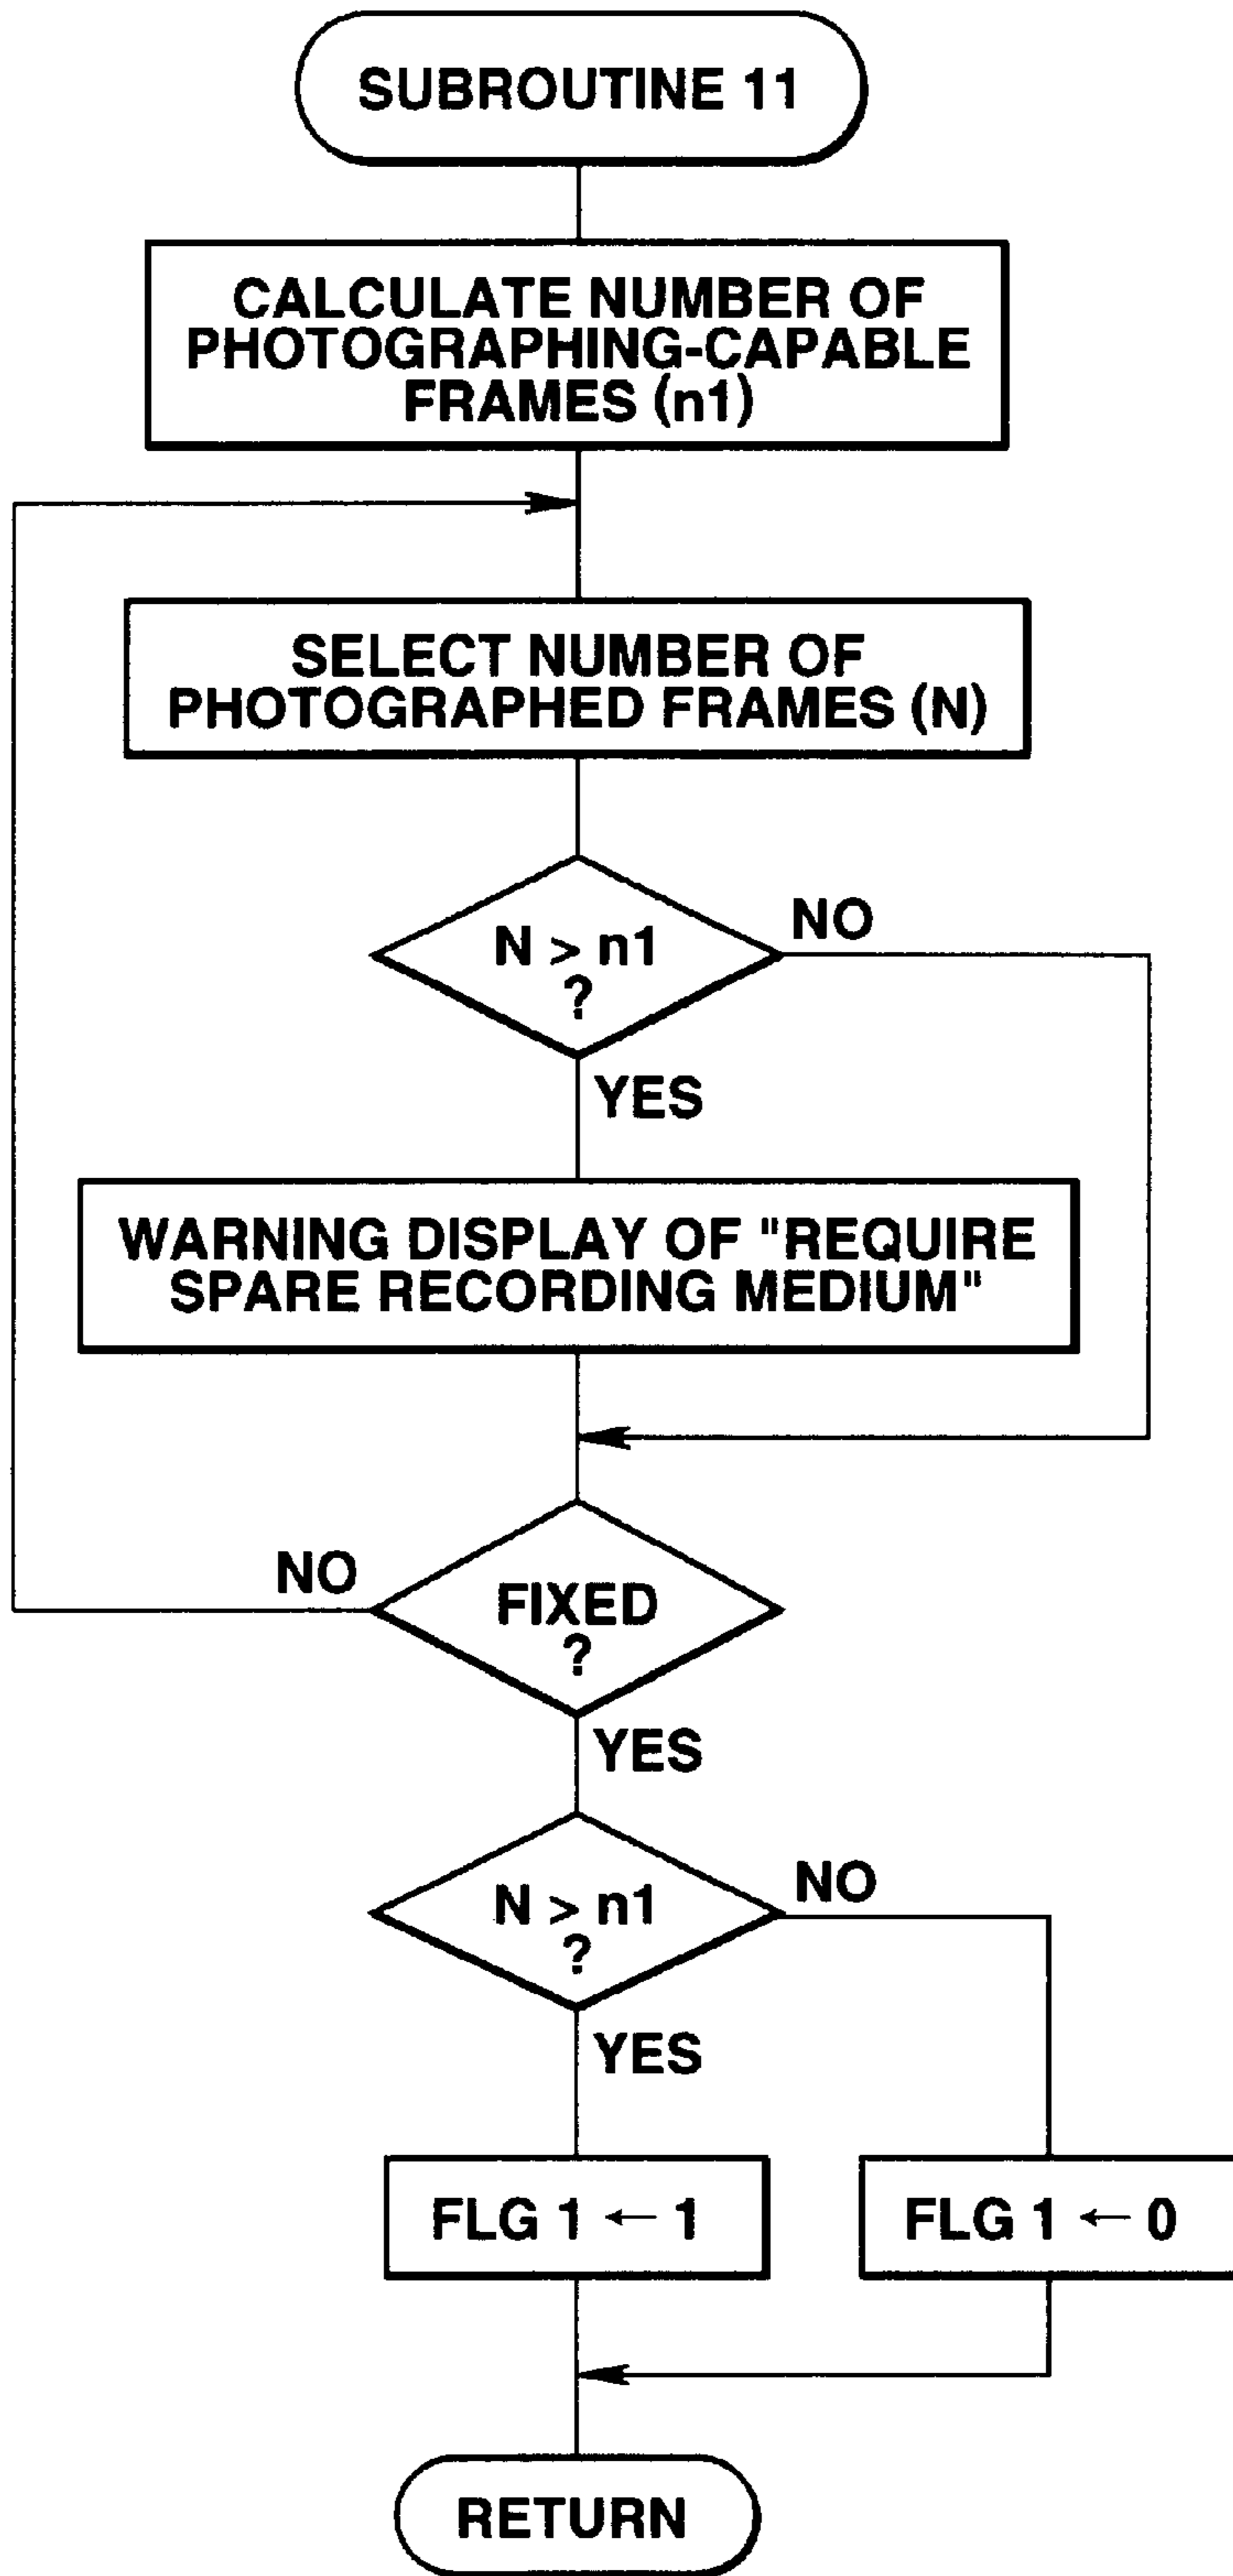 SUBROUTINE 11
CALCULATE NUMBER OF
PHOTOGRAPHING-CAPABLE
FRAMES (n1)
SELECT NUMBER OF
PHOTOGRAPHED FRAMES (N)
N > n1
?
NO
YES
WARNING DISPLAY OF "REQUIRE
SPARE RECORDING MEDIUM"
NO
FIXED
?
YES
N > n1
?
NO
YES
FLG 1 ← 1
FLG 1 ← 0
RETURN